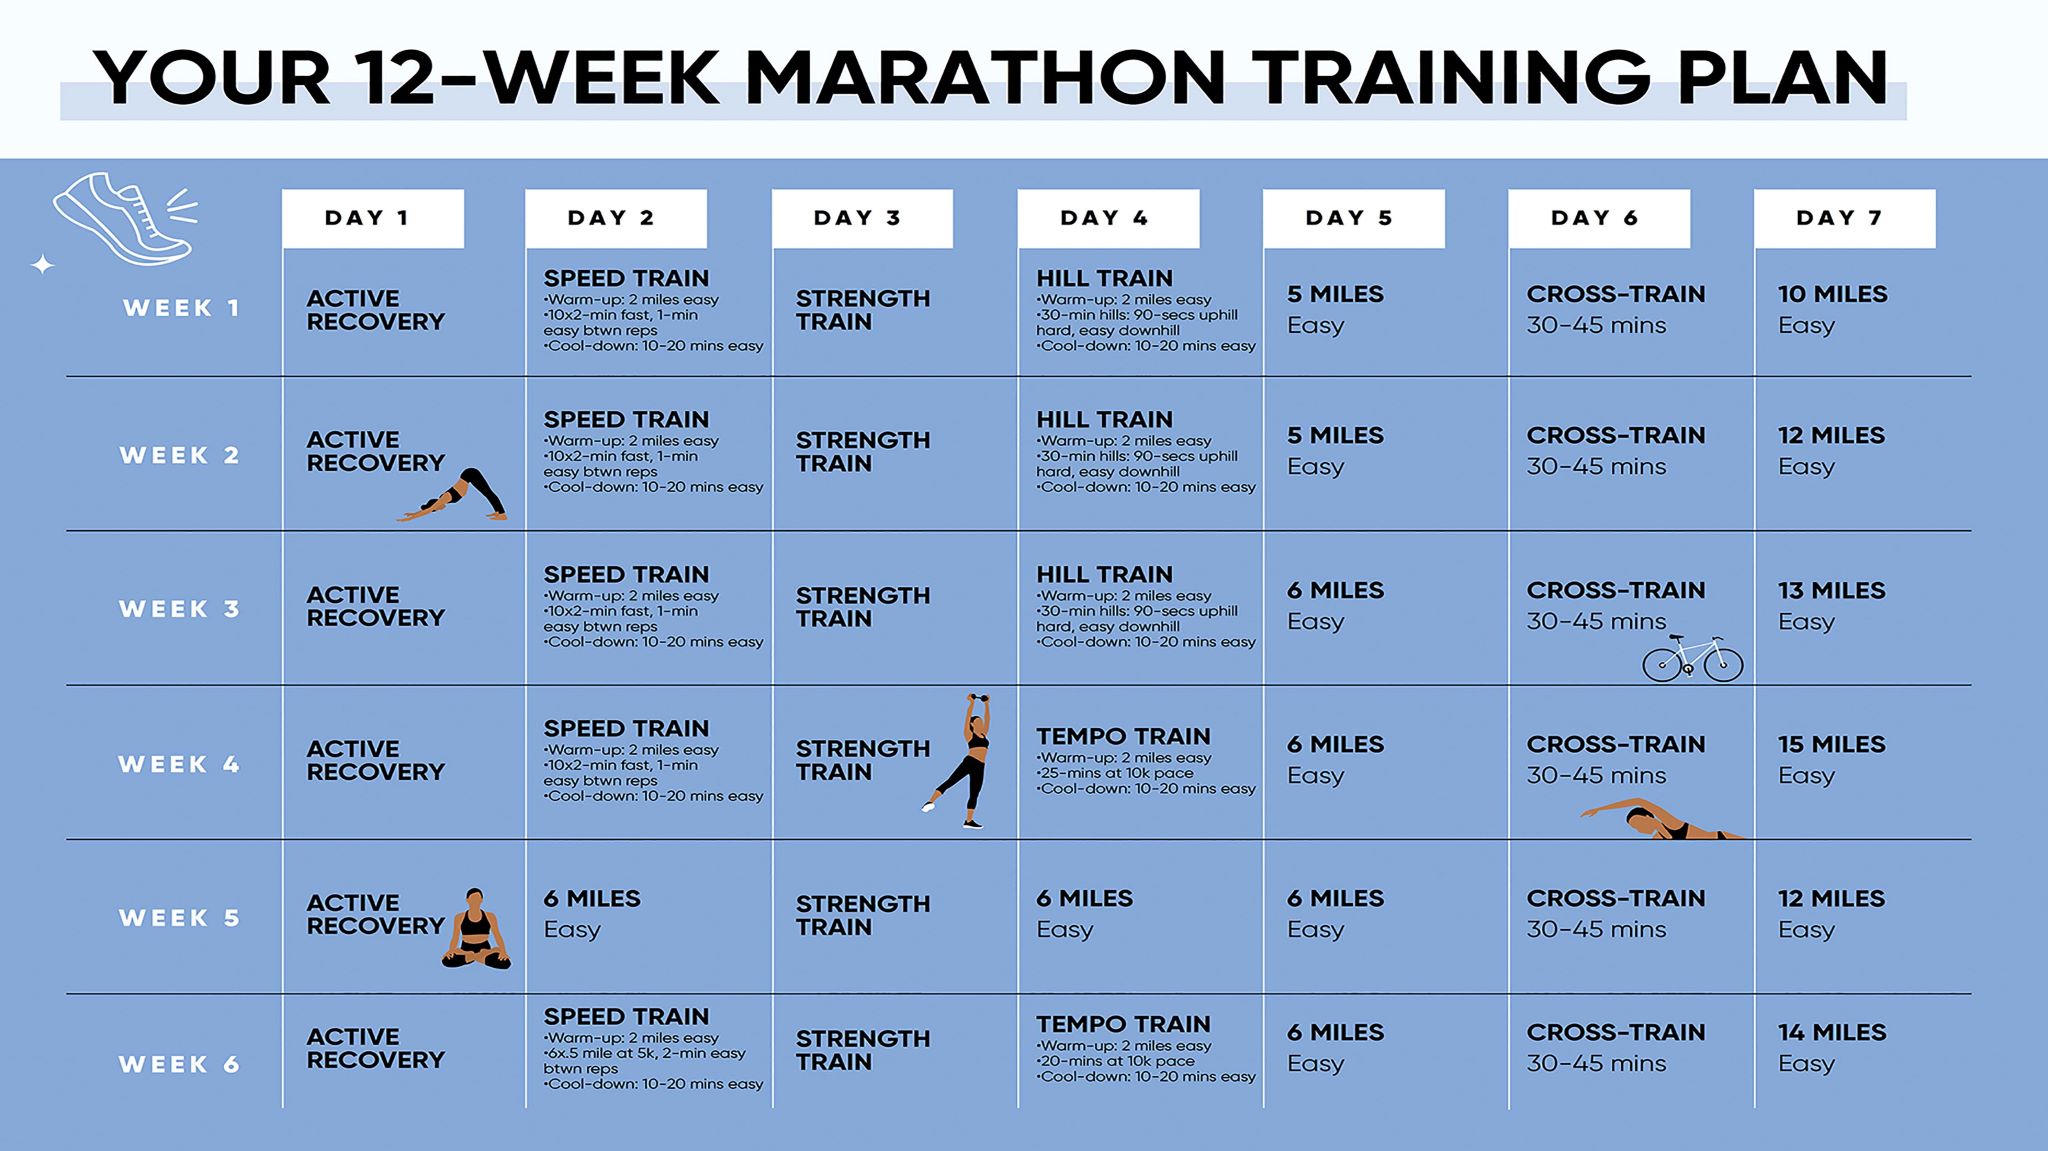 YOUR 12-WEEK MARATHON TRAINING PLAN
DAY 1
DAY 2
DAY 3
DAY 4
DAY 5
DAY 6
DAY 7
WEEK 1
ACTIVE
RECOVERY
SPEED TRAIN
•Warm-up: 2 miles easy
•10x2-min fast, 1-min
easy btwn reps
•Cool-down: 10-20 mins easy
STRENGTH
TRAIN
HILL TRAIN
•Warm-up: 2 miles easy
•30-min hills: 90-secs uphill
hard, easy downhill
•Cool-down: 10-20 mins easy
5 MILES
Easy
CROSS-TRAIN
30-45 mins
10 MILES
Easy
WEEK 2
ACTIVE
RECOVERY
SPEED TRAIN
•Warm-up: 2 miles easy
•10x2-min fast, 1-min
easy btwn reps
•Cool-down: 10-20 mins easy
STRENGTH
TRAIN
HILL TRAIN
•Warm-up: 2 miles easy
•30-min hills: 90-secs uphill
hard, easy downhill
•Cool-down: 10-20 mins easy
5 MILES
Easy
CROSS-TRAIN
30-45 mins
12 MILES
Easy
WEEK 3
ACTIVE
RECOVERY
SPEED TRAIN
•Warm-up: 2 miles easy
•10x2-min fast, 1-min
easy btwn reps
•Cool-down: 10-20 mins easy
STRENGTH
TRAIN
HILL TRAIN
•Warm-up: 2 miles easy
•30-min hills: 90-secs uphill
hard, easy downhill
•Cool-down: 10-20 mins easy
6 MILES
Easy
CROSS-TRAIN
30-45 mins
13 MILES
Easy
WEEK 4
ACTIVE
RECOVERY
SPEED TRAIN
•Warm-up: 2 miles easy
•10x2-min fast, 1-min
easy btwn reps
•Cool-down: 10-20 mins easy
STRENGTH
TRAIN
TEMPO TRAIN
•Warm-up: 2 miles easy
•25-mins at 10k pace
•Cool-down: 10-20 mins easy
6 MILES
Easy
CROSS-TRAIN
30-45 mins
15 MILES
Easy
WEEK 5
ACTIVE
RECOVERY
6 MILES
Easy
STRENGTH
TRAIN
6 MILES
Easy
6 MILES
Easy
CROSS-TRAIN
30-45 mins
12 MILES
Easy
WEEK 6
ACTIVE
RECOVERY
SPEED TRAIN
•Warm-up: 2 miles easy
•6x.5 mile at 5k, 2-min easy
btwn reps
•Cool-down: 10-20 mins easy
STRENGTH
TRAIN
TEMPO TRAIN
•Warm-up: 2 miles easy
•20-mins at 10k pace
•Cool-down: 10-20 mins easy
6 MILES
Easy
CROSS-TRAIN
30-45 mins
14 MILES
Easy